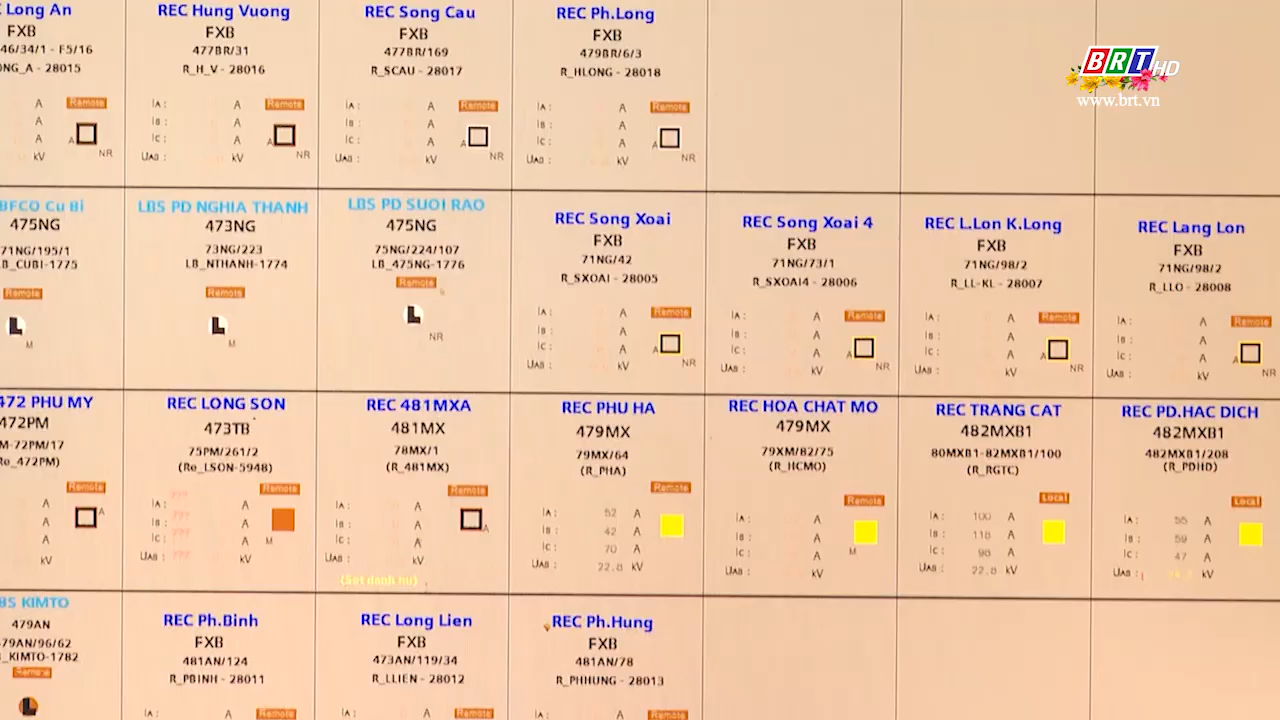 Long An
FXB
46/34/1 - F5/16
NG_A - 28015
A Remote
A
A A
kV NR
REC Hung Vuong
FXB
477BR/31
R_H_V - 28016
IA : A Remote
IB : A
IC : A A
UAB : kV NR
REC Song Cau
FXB
477BR/169
R_SCAU - 28017
IA : A Remote
IB : A
IC : A A
UAB : kV NR
REC Ph.Long
FXB
479BR/6/3
R_HLONG - 28018
IA : A Remote
IB : A
IC : A A
UAB : kV NR
BRT HD
www.brt.vn
BFCO Cu Bi
475NG
71NG/195/1
LB_CUBI-1775
Remote
M
LBS PD NGHIA THANH
473NG
73NG/223
LB_NTHANH-1774
Remote
M
LBS PD SUOI RAO
475NG
75NG/224/107
LB_475NG-1776
Remote
NR
REC Song Xoai
FXB
71NG/42
R_SXOAI - 28005
IA : A Remote
IB : A
IC : A A
UAB : kV NR
REC Song Xoai 4
FXB
71NG/73/1
R_SXOAI4 - 28006
IA : A Remote
IB : A
IC : A A
UAB : kV NR
REC L.Lon K.Long
FXB
71NG/98/2
R_LL-KL - 28007
IA : A Remote
IB : A
IC : A A
UAB : kV NR
REC Lang Lon
FXB
71NG/98/2
R_LLO - 28008
IA : A Remote
IB : A
IC : A A
UAB : kV NR
472 PHU MY
472PM
M-72PM/17
Re_472PM)
Remote
A
A A
A
kV
REC LONG SON
473TB
75PM/261/2
(Re_LSON-5948)
Remote
IA : ??? A
IB : ??? A
IC : ??? A M
UAB : ??? kV
REC 481MXA
481MX
78MX/1
(R_481MX)
Remote
IA : A
IB : A A
IC : A
UAB : kV
(Set danh nu)
REC PHU HA
479MX
79MX/64
(R_PHA)
Remote
IA : 52 A
IB : 42 A
IC : 70 A
UAB : 22.8 kV
REC HOA CHAT MO
479MX
79XM/82/75
(R_HCMO)
Remote
IA : A
IB : A
IC : A M
UAB : kV
REC TRANG CAT
482MXB1
80MXB1-82MXB1/100
(R_RGTC)
Local
IA : 100 A
IB : 118 A
IC : 98 A
UAB : 22.8 kV
REC PD.HAC DICH
482MXB1
482MXB1/208
(R_PDHD)
Local
IA : 55 A
IB : 59 A
IC : 47 A
UAB : kV
BS KIMTO
479AN
79AN/96/62
_KIMTO-1782
Remote
REC Ph.Binh
FXB
481AN/124
R_PBINH - 28011
IA : A Remote
REC Long Lien
FXB
473AN/119/34
R_LLIEN - 28012
IA : A Remote
REC Ph.Hung
FXB
481AN/78
R_PHHUNG - 28013
IA : A Remote